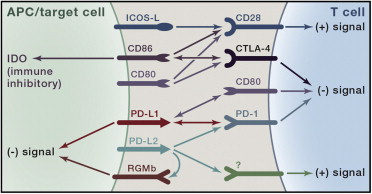 APC/target cell
T cell
ICOS-L
CD28
(+) signal
CD86
CTLA-4
IDO
(immune
inhibitory)
CD80
CD80
(-) signal
PD-L1
PD-1
PD-L2
(-) signal
RGMb
?
(+) signal